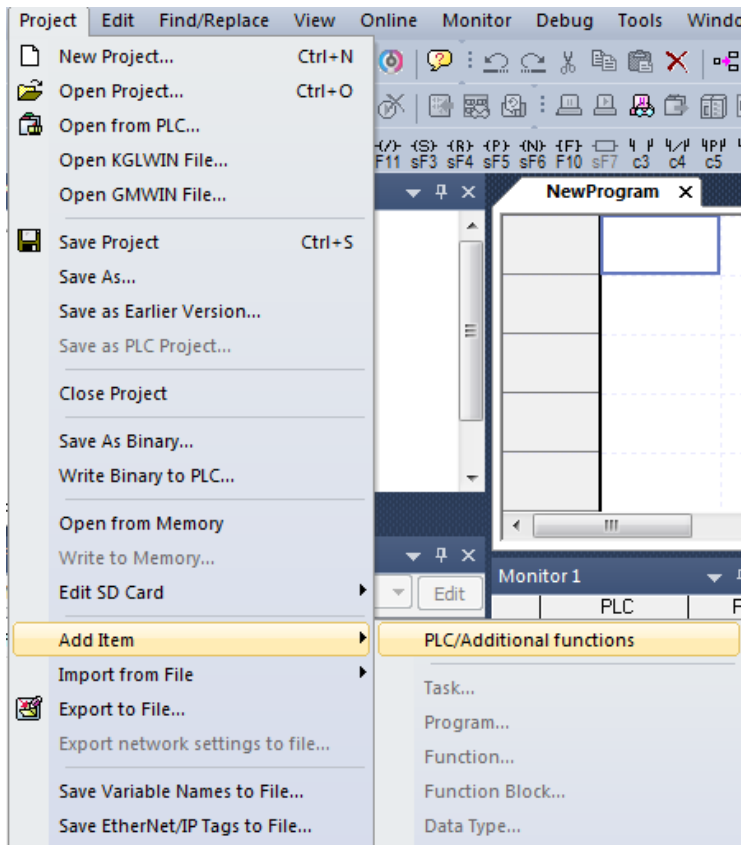 Project Edit Find/Replace View Online Monitor Debug Tools
New Project... Ctrl+N
Open Project... Ctrl+O
Open from PLC...
Open KGLWIN File...
F11 sF3 sF4 sF5 sF6 F10 sF7 c3 c4 c5
Open GMWIN File...
NewProgram
Save Project Ctrl+S
Save As...
Save as Earlier Version...
Save as PLC Project...
Close Project
Save As Binary...
Write Binary to PLC...
Open from Memory
Write to Memory...
Edit SD Card
Edit
Monitor 1
PLC
Add Item
PLC/Additional functions
Import from File
Task...
Export to File...
Program...
Export network settings to file...
Function...
Save Variable Names to File...
Function Block...
Save EtherNet/IP Tags to File...
Data Type...